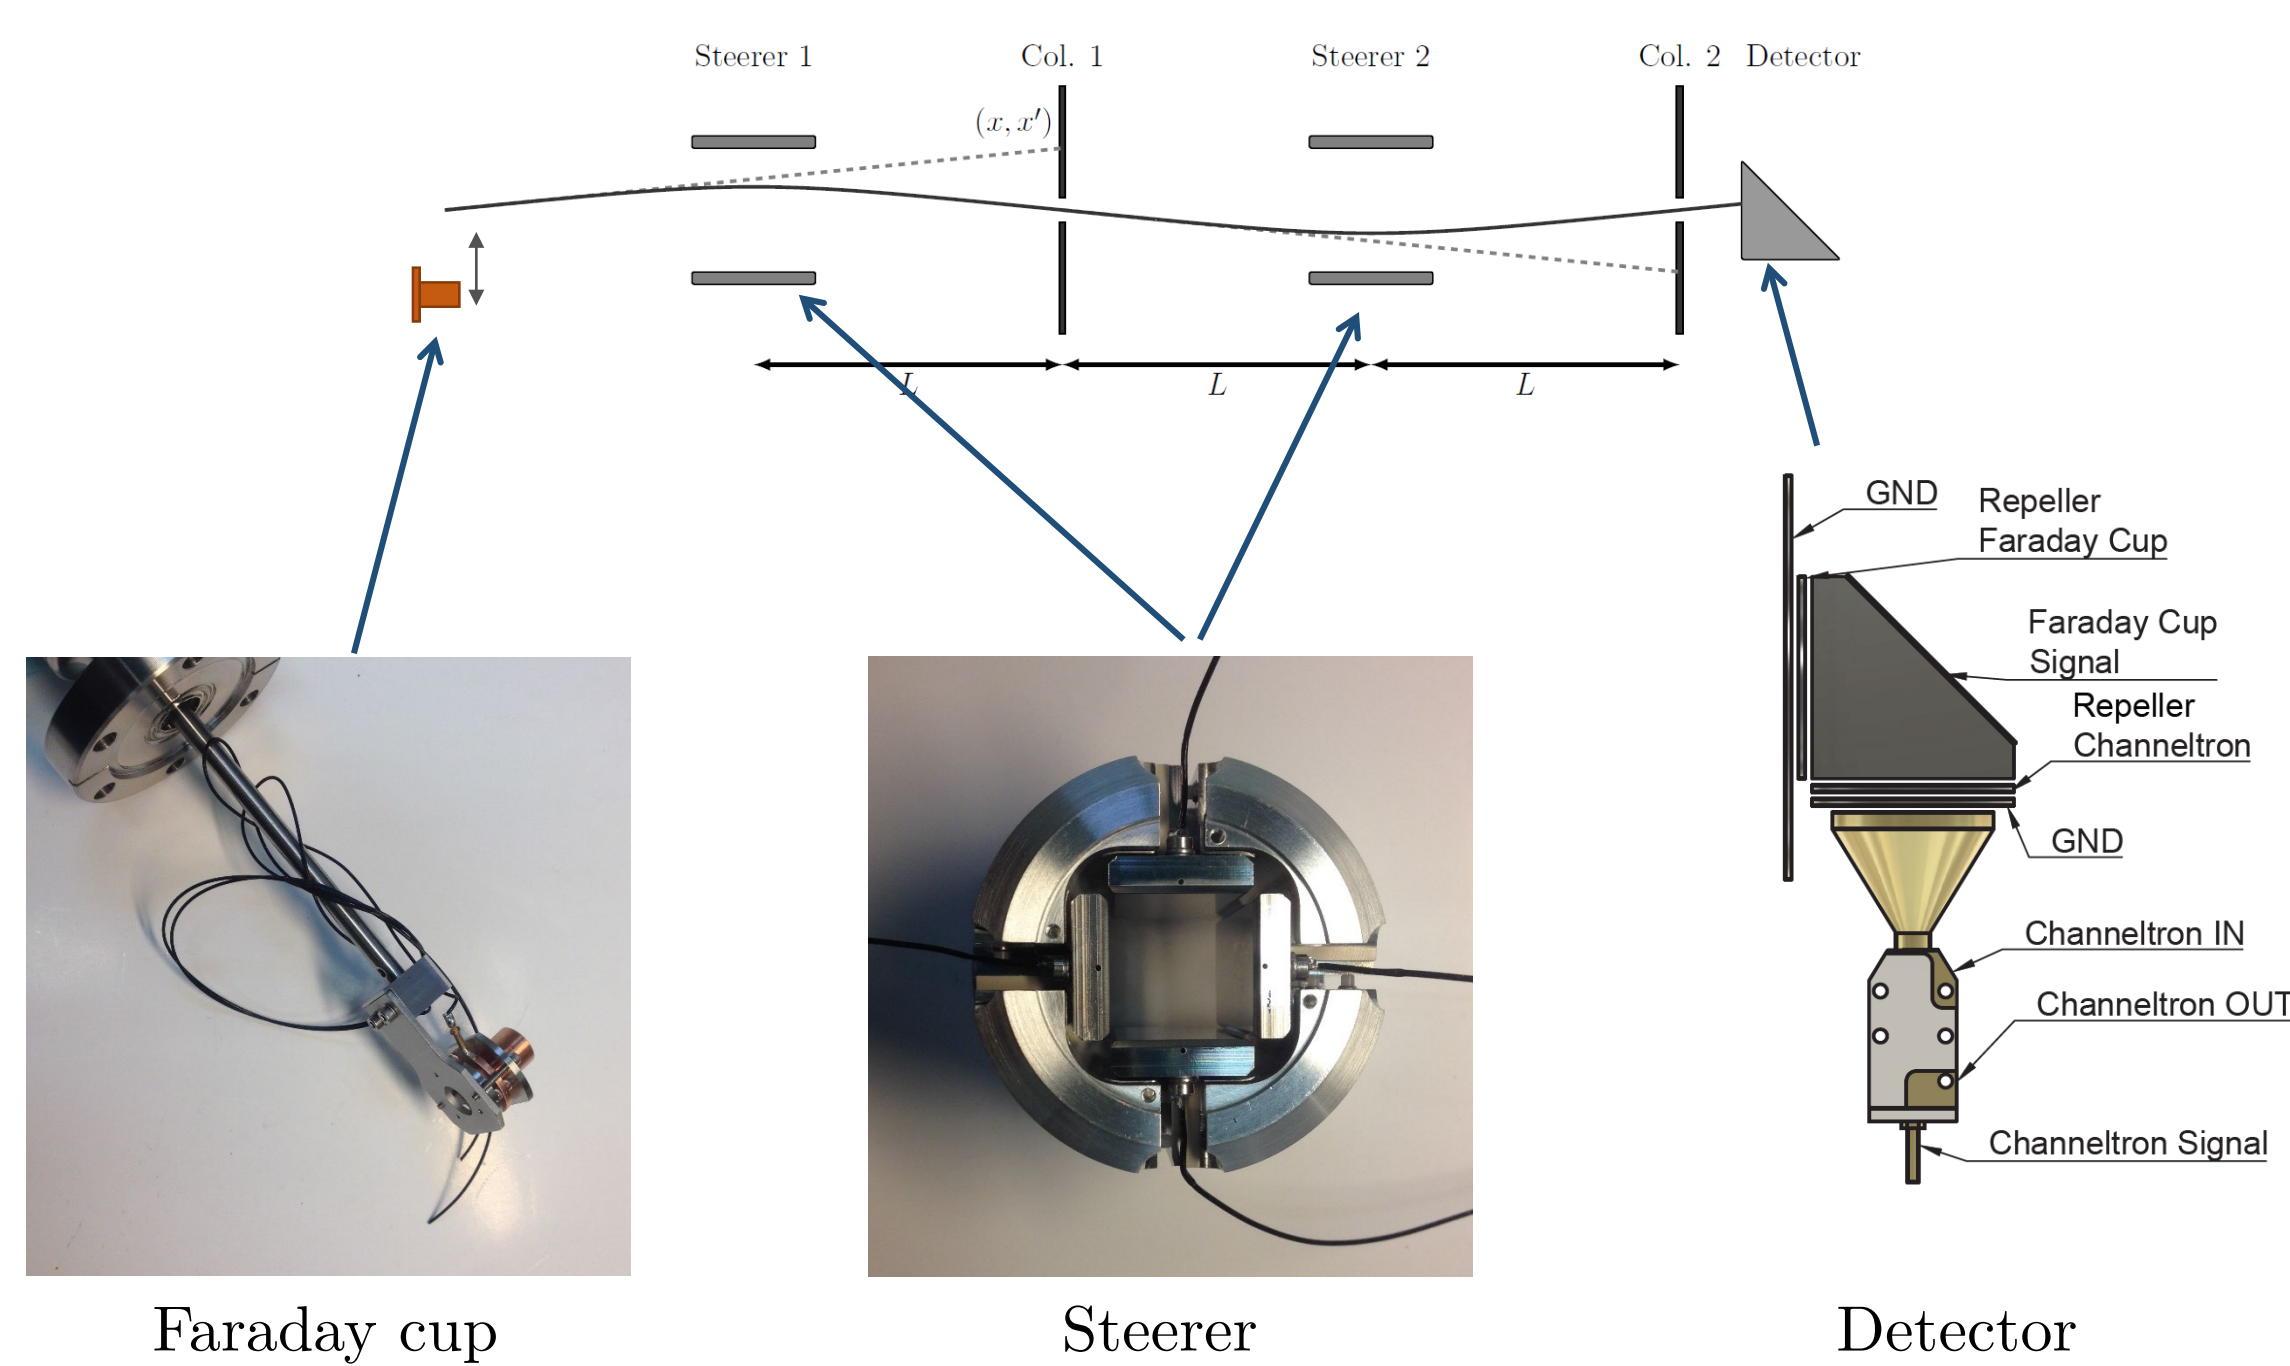 Steerer 1
Col. 1
Steerer 2
Col. 2
Detector
(x, x′)
L
L
L
GND
Repeller
Faraday Cup
Faraday Cup
Signal
Repeller
Channeltron
GND
Channeltron IN
Channeltron OUT
Channeltron Signal
Faraday cup
Steerer
Detector